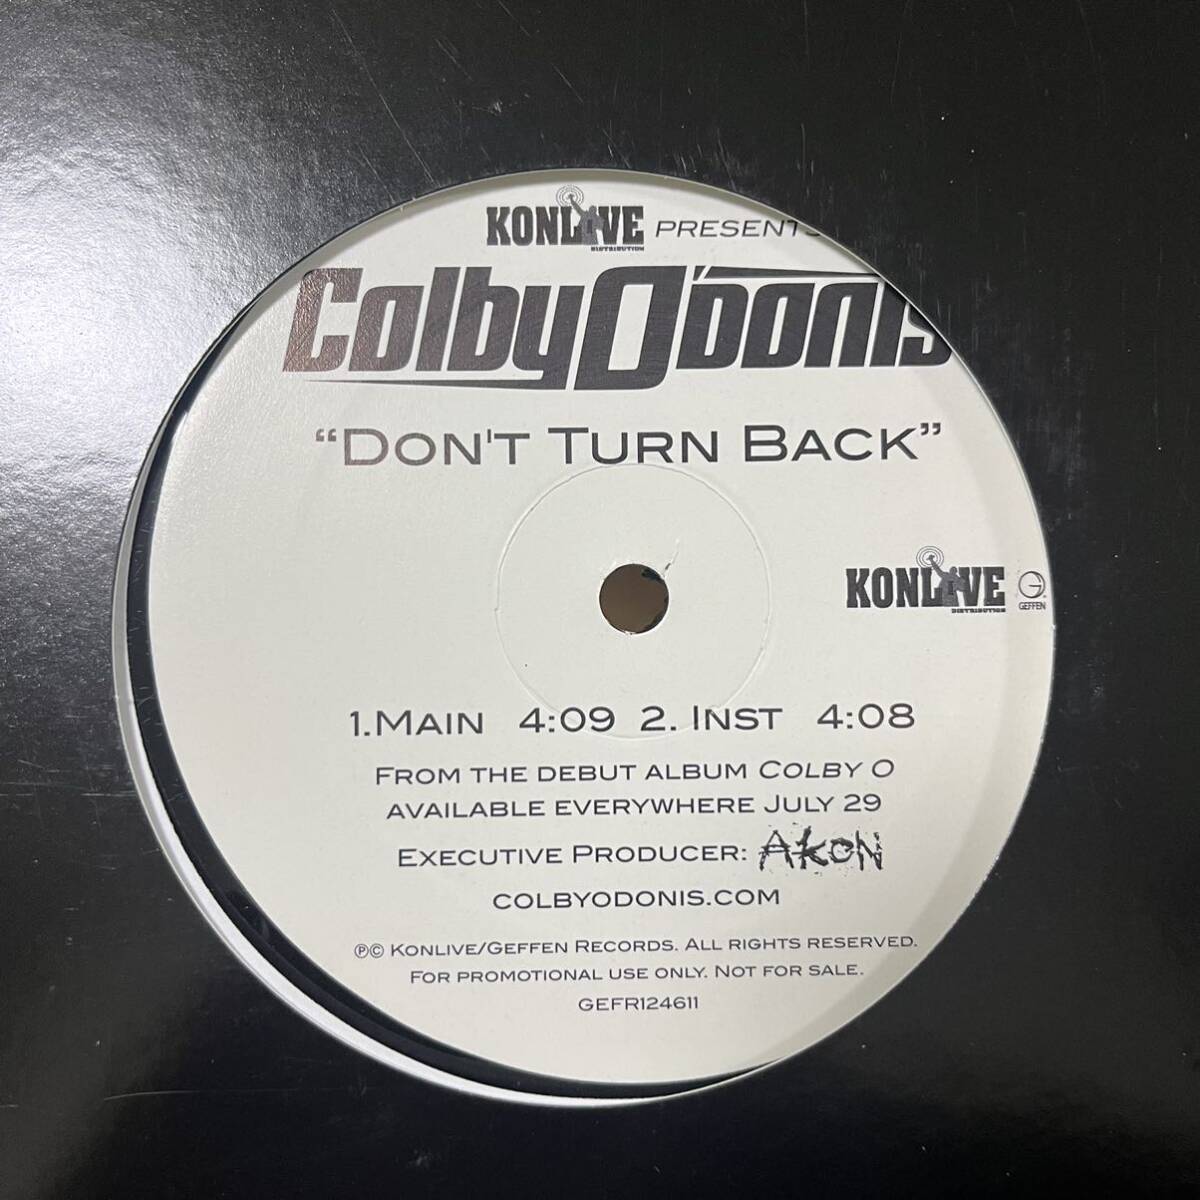 KONLIVE PRESENTS
DISTRIBUTION
Colby O'Donis
“DON'T TURN BACK”
KONLIVE
DISTRIBUTION
G
GEFFEN
1.MAIN 4:09 2. INST 4:08
FROM THE DEBUT ALBUM COLBY O
AVAILABLE EVERYWHERE JULY 29
EXECUTIVE PRODUCER: AKON
COLBYODONIS.COM
℗© KONLIVE/GEFFEN RECORDS. ALL RIGHTS RESERVED.
FOR PROMOTIONAL USE ONLY. NOT FOR SALE.
GEFR124611